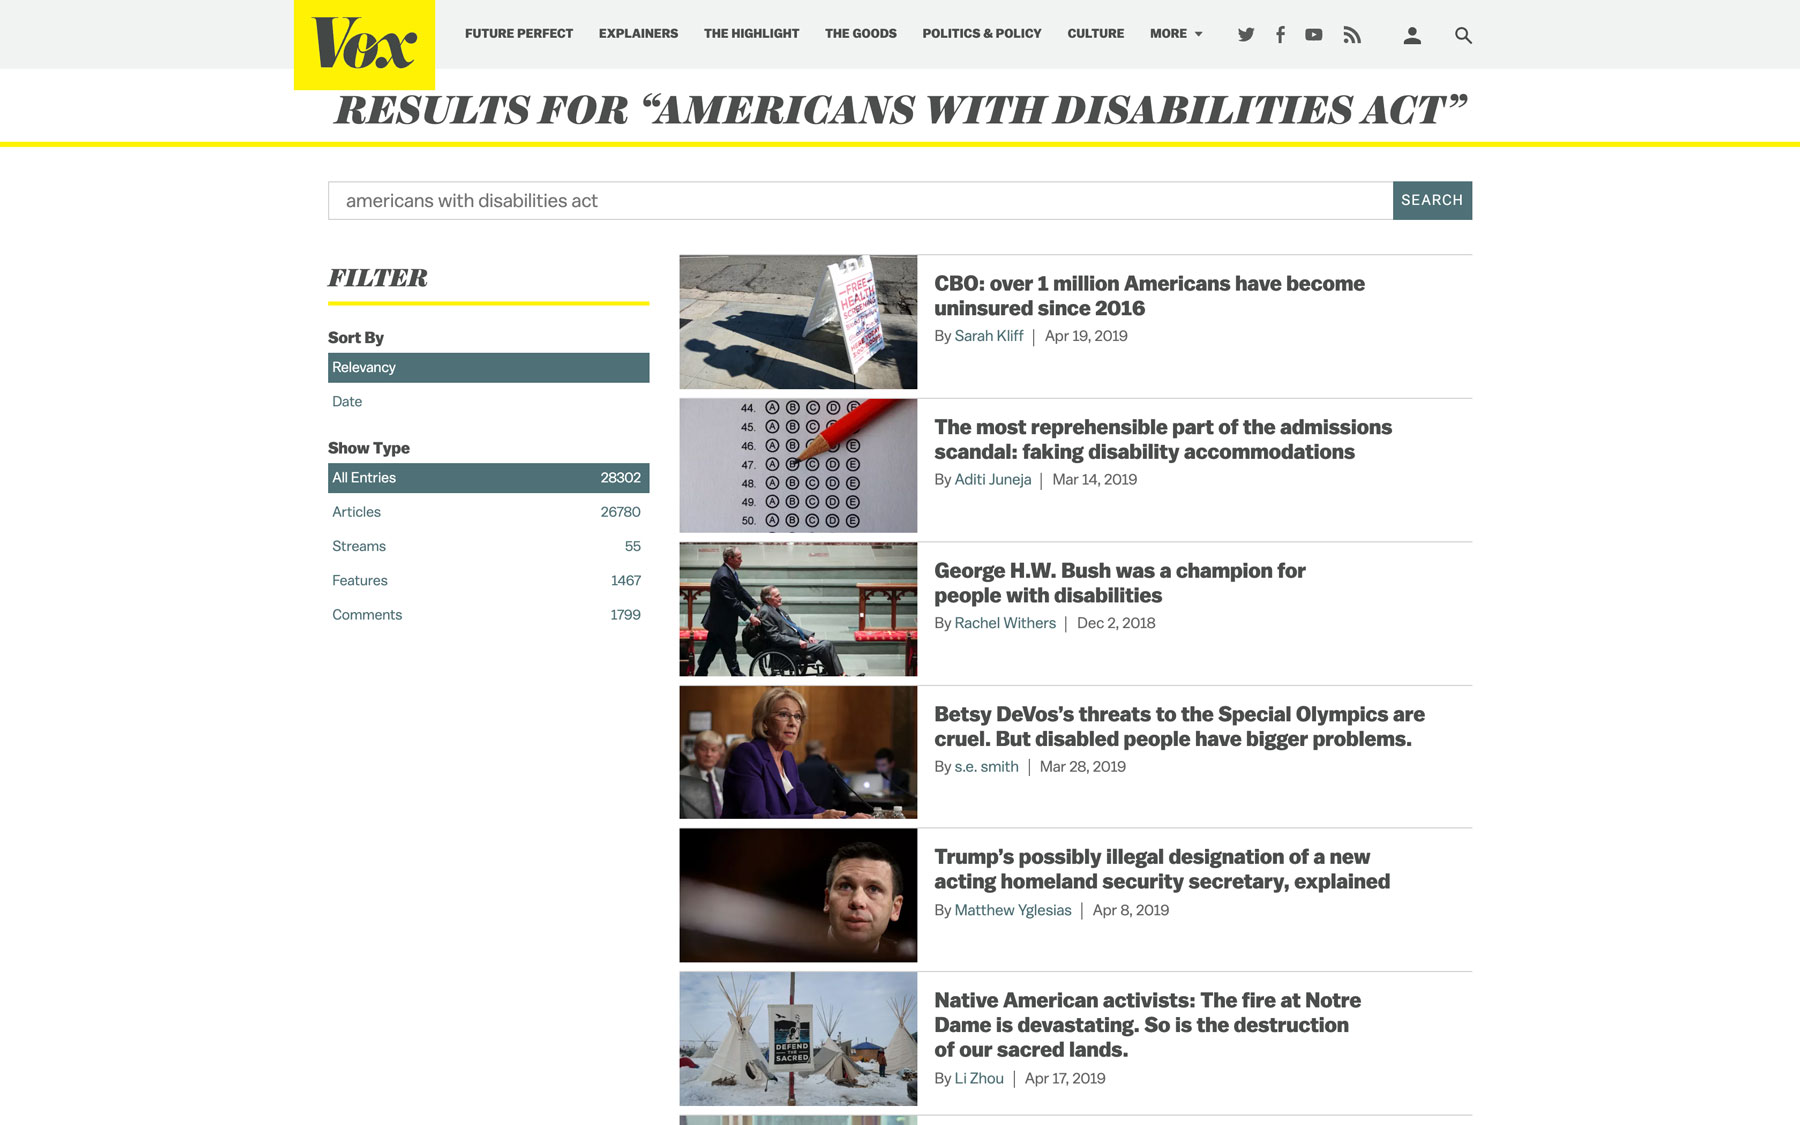 Vox
FUTURE PERFECT
EXPLAINERS
THE HIGHLIGHT
THE GOODS
POLITICS & POLICY
CULTURE
MORE
RESULTS FOR “AMERICANS WITH DISABILITIES ACT”
americans with disabilities act
SEARCH
FILTER
Sort By
Relevancy
Date
Show Type
All Entries 28302
Articles 26780
Streams 55
Features 1467
Comments 1799
FREE
HEALTH
SCREENING
CBO: over 1 million Americans have become
uninsured since 2016
By Sarah Kliff | Apr 19, 2019
44. A B C D E
45. A B C
46. A B E
47. A B C D E
48. A B C D E
49. A B C D E
50. A B C D E
The most reprehensible part of the admissions
scandal: faking disability accommodations
By Aditi Juneja | Mar 14, 2019
George H.W. Bush was a champion for
people with disabilities
By Rachel Withers | Dec 2, 2018
Betsy DeVos’s threats to the Special Olympics are
cruel. But disabled people have bigger problems.
By s.e. smith | Mar 28, 2019
Trump’s possibly illegal designation of a new
acting homeland security secretary, explained
By Matthew Yglesias | Apr 8, 2019
DEFEND
THE
SACRED
Native American activists: The fire at Notre
Dame is devastating. So is the destruction
of our sacred lands.
By Li Zhou | Apr 17, 2019